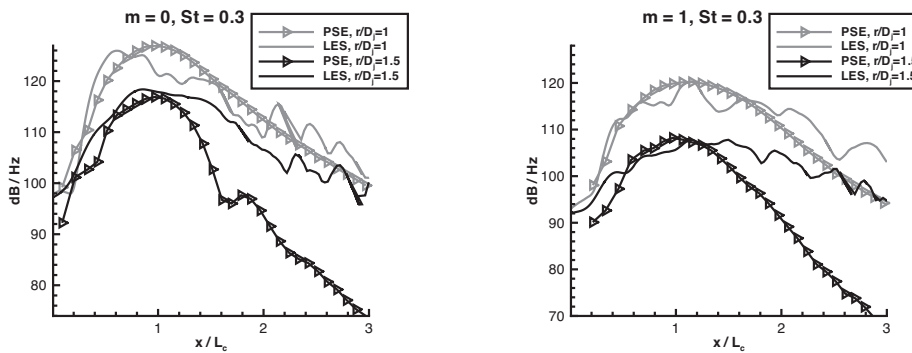 m = 0, St = 0.3
PSE, r/Dj=1
LES, r/Dj=1
PSE, r/Dj=1.5
LES, r/Dj=1.5
dB / Hz
120
110
100
90
80
0
1
2
3
x / Lc
m = 1, St = 0.3
PSE, r/Dj=1
LES, r/Dj=1
PSE, r/Dj=1.5
LES, r/Dj=1.5
dB / Hz
120
110
100
90
80
70
0
1
2
3
x / Lc